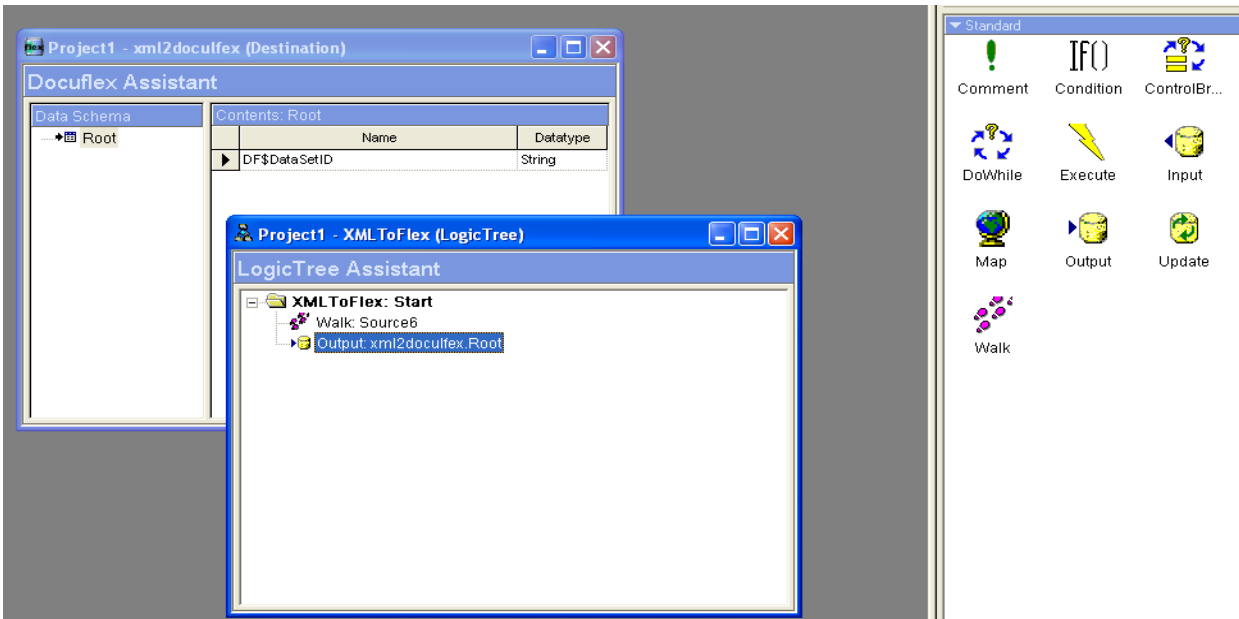 flex Project1 - xml2doculfex (Destination)
Docuflex Assistant
Data Schema
Root
Contents: Root
Name Datatype
DF$DataSetID String
Project1 - XMLToFlex (LogicTree)
LogicTree Assistant
XMLToFlex: Start
Walk: Source6
Output: xml2doculfex.Root
Standard
IF()
Comment Condition ControlBr...
DoWhile Execute Input
Map Output Update
Walk